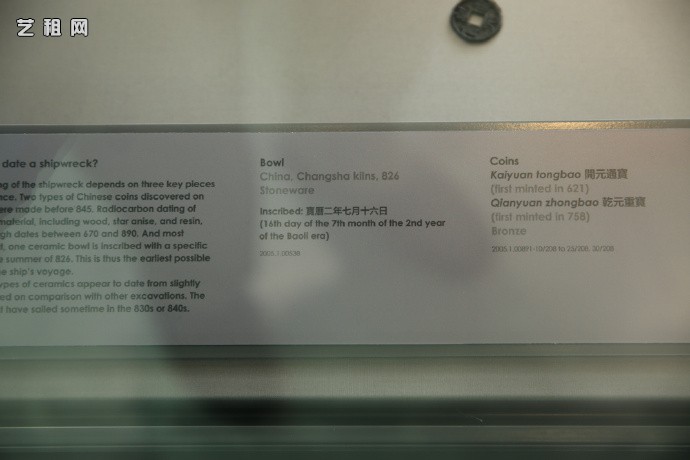 艺租网
date a shipwreck?
ng of the shipwreck depends on three key pieces
nce. Two types of Chinese coins discovered on
ere made before 845. Radiocarbon dating of
material, including wood, star anise, and resin,
gh dates between 670 and 890. And most
t, one ceramic bowl is inscribed with a specific
e summer of 826. This is thus the earliest possible
e ship's voyage.
ypes of ceramics appear to date from slightly
ed on comparison with other excavations. The
d have sailed sometime in the 830s or 840s.
Bowl
China, Changsha kilns, 826
Stoneware
Inscribed: 寶曆二年七月十六日
(16th day of the 7th month of the 2nd year
of the Baoli era)
2005.1.00538
Coins
Kaiyuan tongbao 開元通寶
(first minted in 621)
Qianyuan zhongbao 乾元重寶
(first minted in 758)
Bronze